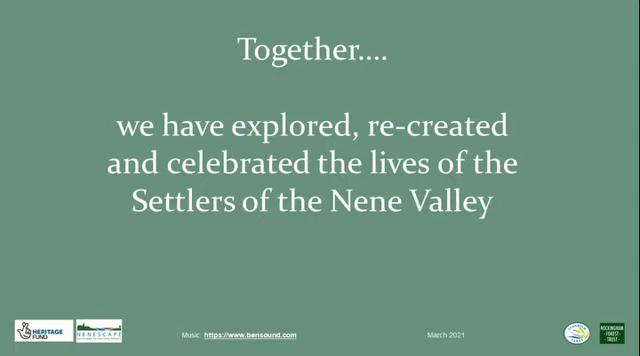 Together....
we have explored, re-created
and celebrated the lives of the
Settlers of the Nene Valley
HERITAGE
FUND
NENESCAPE
Music: https://www.bensound.com
March 2021
ROCKINGHAM
FOREST
TRUST